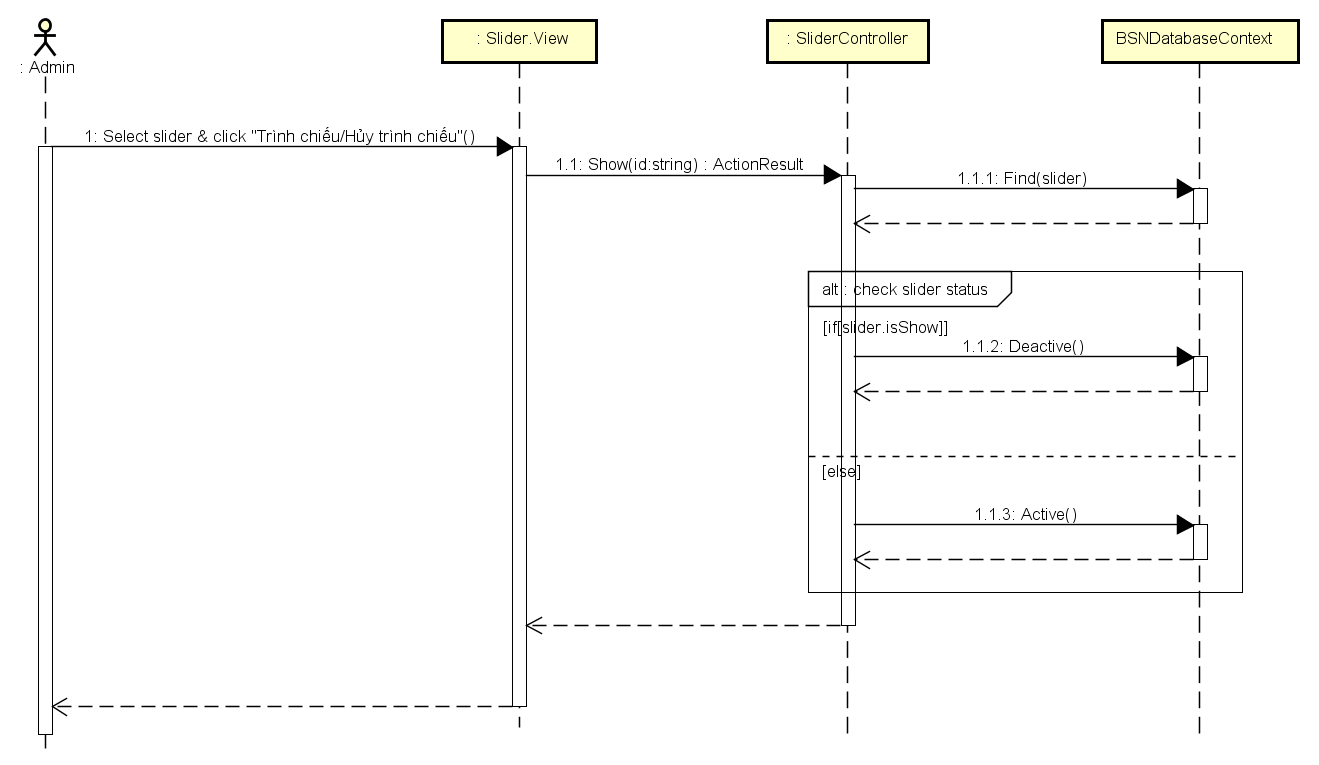 : Admin
: Slider.View
: SliderController
BSNDatabaseContext
1: Select slider & click "Trình chiếu/Hủy trình chiếu"()
1.1: Show(id:string) : ActionResult
1.1.1: Find(slider)
alt : check slider status
[if[slider.isShow]]
1.1.2: Deactive()
[else]
1.1.3: Active()